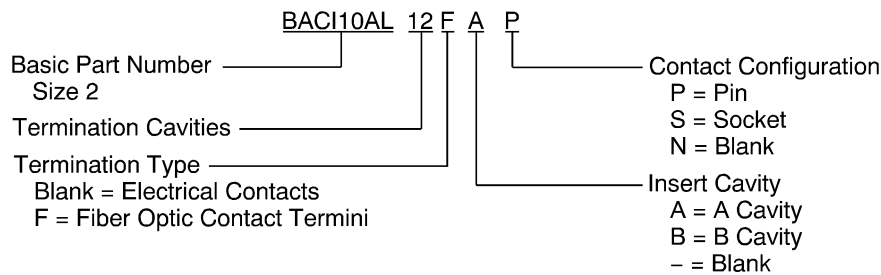 BACI10AL 12 F A P
Basic Part Number
Size 2
Termination Cavities
Termination Type
Blank = Electrical Contacts
F = Fiber Optic Contact Termini
Contact Configuration
P = Pin
S = Socket
N = Blank
Insert Cavity
A = A Cavity
B = B Cavity
– = Blank